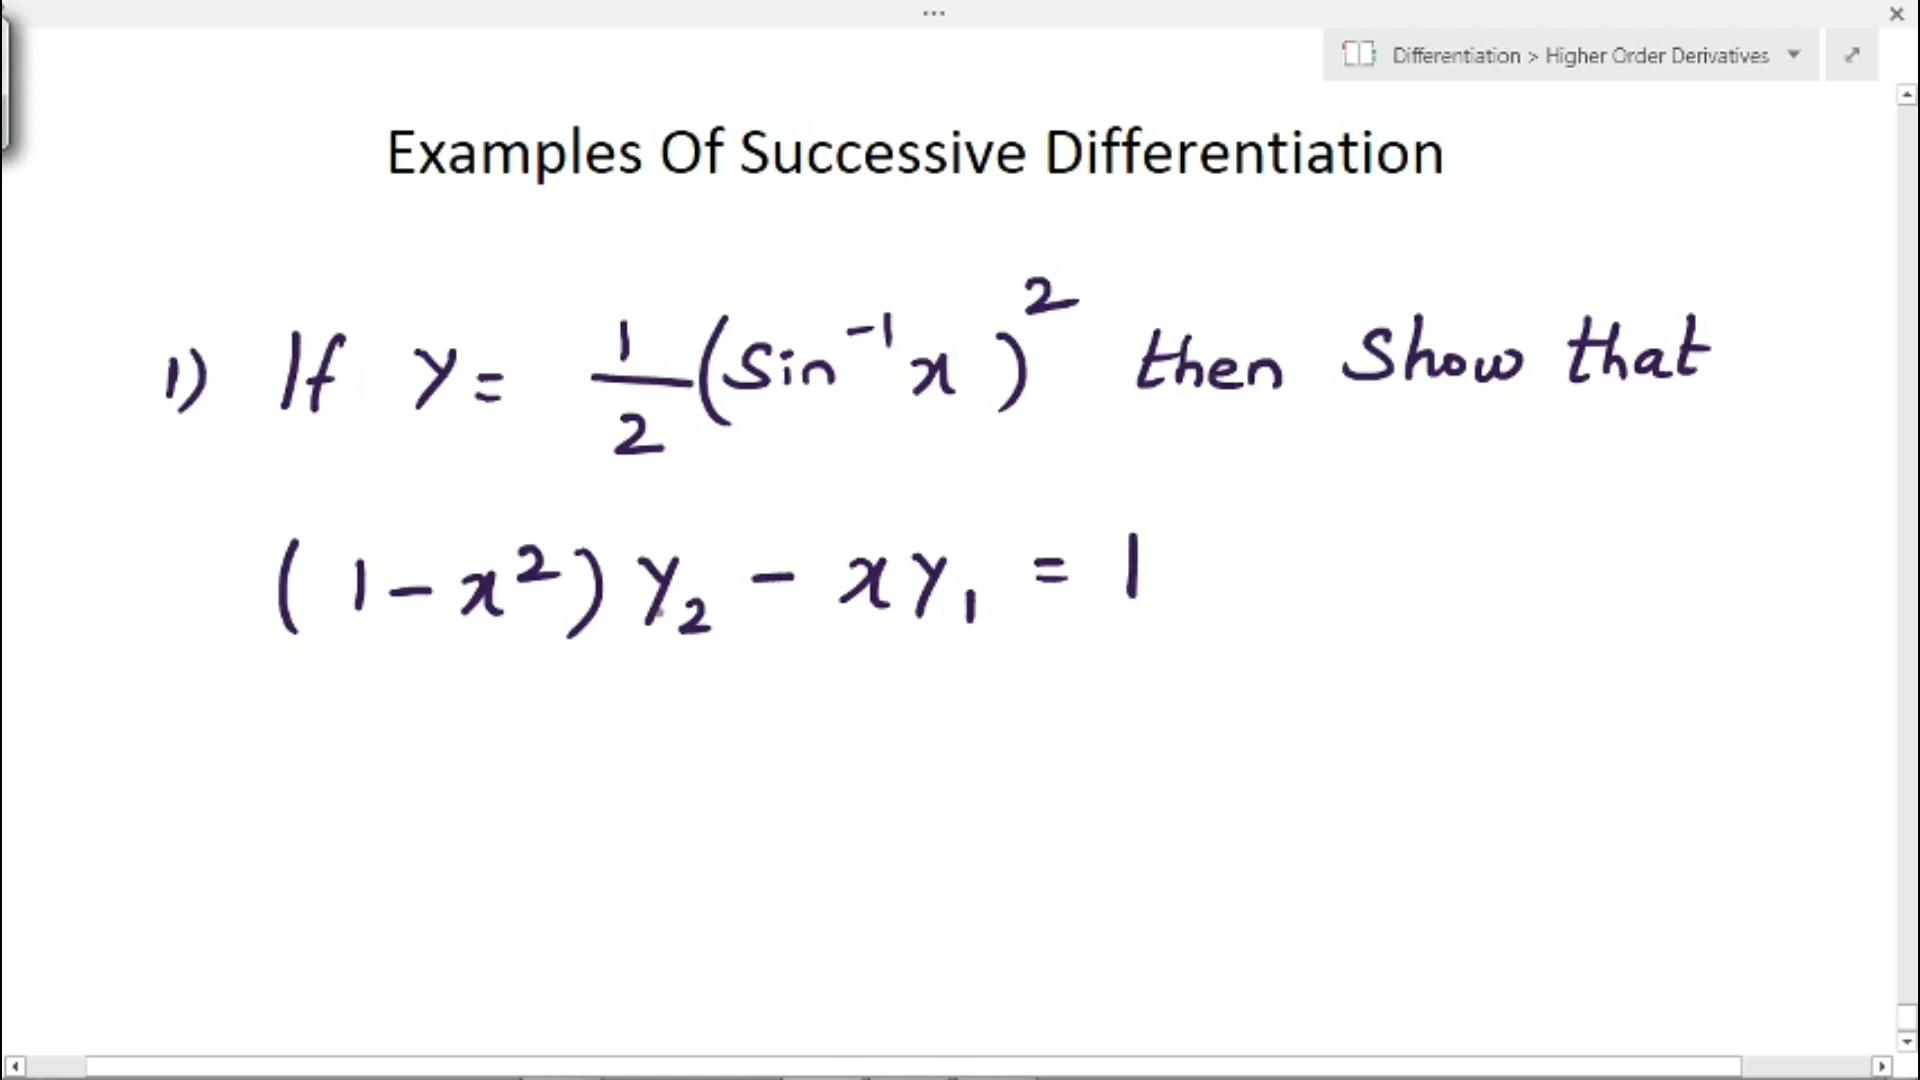 Differentiation > Higher Order Derivatives
Examples Of Successive Differentiation
1) If y = 1/2 (Sin⁻¹ x)² then Show that
(1 - x²) y₂ - x y₁ = 1